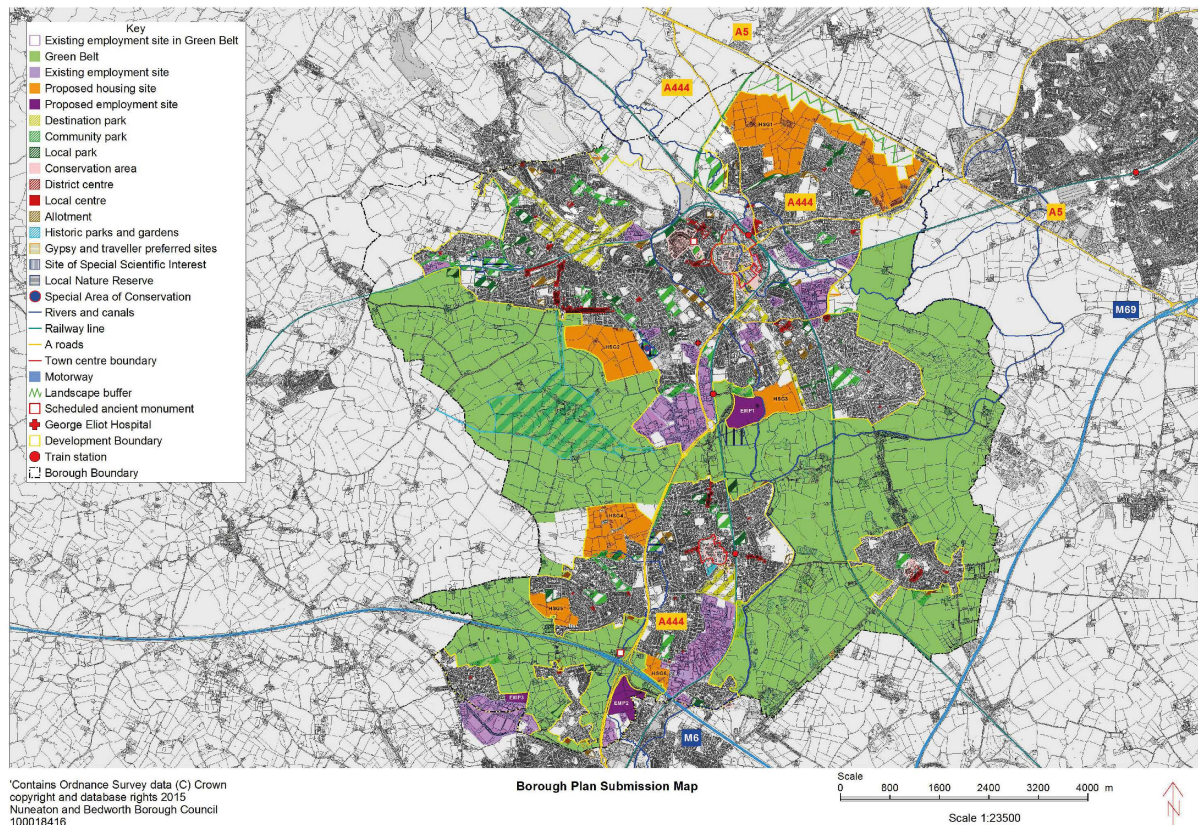 Key
Existing employment site in Green Belt
Green Belt
Existing employment site
Proposed housing site
Proposed employment site
Destination park
Community park
Local park
Conservation area
District centre
Local centre
Allotment
Historic parks and gardens
Gypsy and traveller preferred sites
Site of Special Scientific Interest
Local Nature Reserve
Special Area of Conservation
Rivers and canals
Railway line
A roads
Town centre boundary
Motorway
Landscape buffer
Scheduled ancient monument
George Eliot Hospital
Development Boundary
Train station
Borough Boundary
A5
A444
HSG1
A444
A5
M69
HSG2
HSG3
EMP1
HSG4
HSG5
A444
HSG6
EMP3
EMP2
M6
'Contains Ordnance Survey data (C) Crown
copyright and database rights 2015
Nuneaton and Bedworth Borough Council
100018416
Borough Plan Submission Map
Scale
0 800 1600 2400 3200 4000 m
Scale 1:23500
N